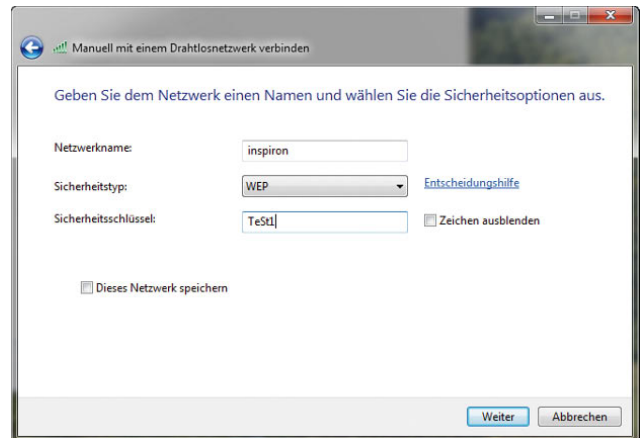 Manuell mit einem Drahtlosnetzwerk verbinden
Geben Sie dem Netzwerk einen Namen und wählen Sie die Sicherheitsoptionen aus.
Netzwerkname: inspiron
Sicherheitstyp: WEP Entscheidungshilfe
Sicherheitsschlüssel: TeSt1 Zeichen ausblenden
Dieses Netzwerk speichern
Weiter Abbrechen